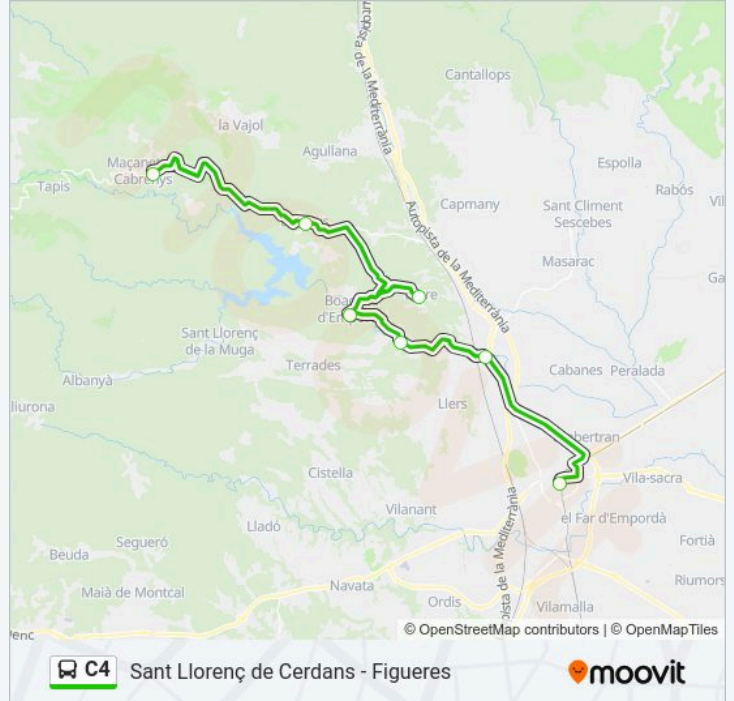 Autopista de la Mediterrània
Cantallops
la Vajol
Agullana
Maçanet
Cabrenys
Tapis
Espolla
Rabós
Capmany
Sant Climent
Sescebes
Autopista de la Mediterrània
Masarac
Sant Llorenç
de la Muga
Terrades
Cabanes
Peralada
Albanyà
Llers
Cistella
Vila-sacra
Vilanant
el Far d'Empordà
Lladó
Segueró
Beuda
Fortià
Maià de Montcal
Navata
Ordis
Riumors
Vilamalla
© OpenStreetMap contributors | © OpenMapTiles
C4 Sant Llorenç de Cerdans - Figueres
moovit